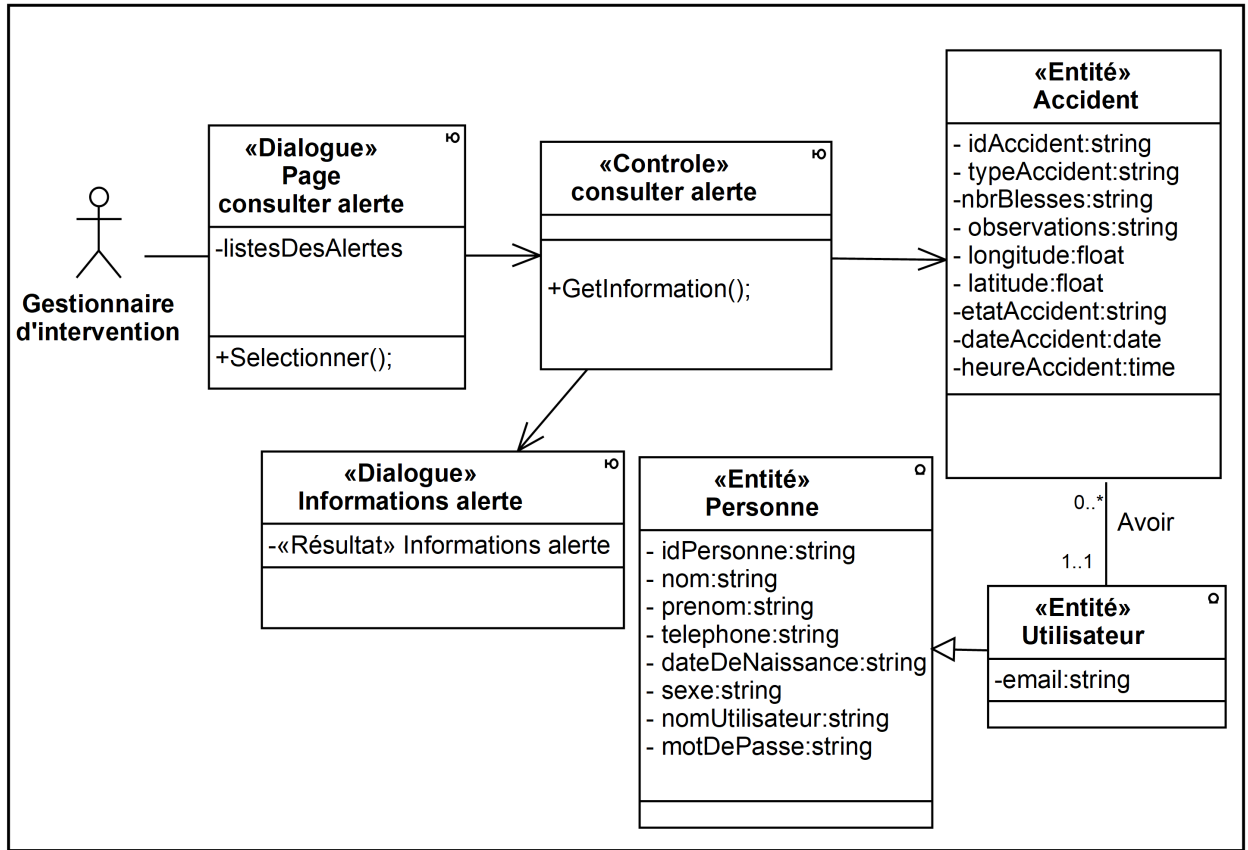 Gestionnaire
d'intervention
«Dialogue»
Page
consulter alerte
-listesDesAlertes
+Selectionner();
«Controle»
consulter alerte
+GetInformation();
«Entité»
Accident
- idAccident:string
- typeAccident:string
-nbrBlesses:string
- observations:string
- longitude:float
- latitude:float
-etatAccident:string
-dateAccident:date
-heureAccident:time
«Dialogue»
Informations alerte
-«Résultat» Informations alerte
«Entité»
Personne
- idPersonne:string
- nom:string
- prenom:string
- telephone:string
- dateDeNaissance:string
- sexe:string
- nomUtilisateur:string
- motDePasse:string
0..*
Avoir
1..1
«Entité»
Utilisateur
-email:string